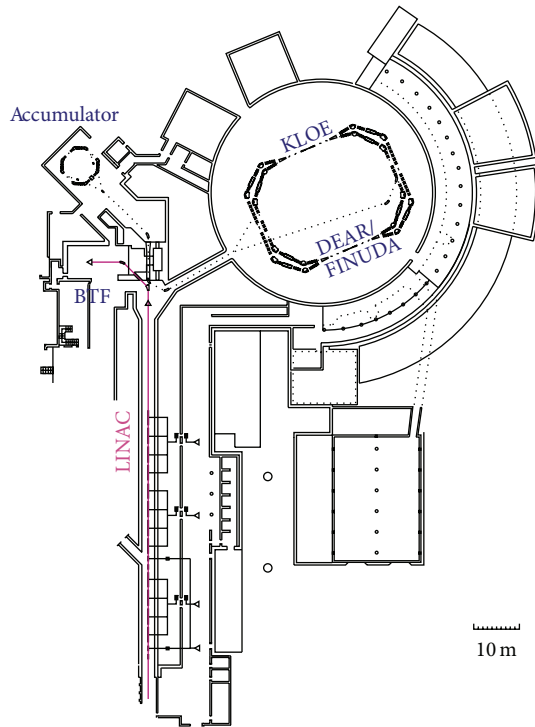 Accumulator
KLOE
DEAR/
FINUDA
BTF
LINAC
10 m